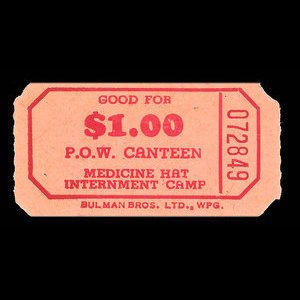 GOOD FOR
$1.00
P.O.W. CANTEEN
MEDICINE HAT
INTERNMENT CAMP
BULMAN BROS. LTD., WPG.
072849